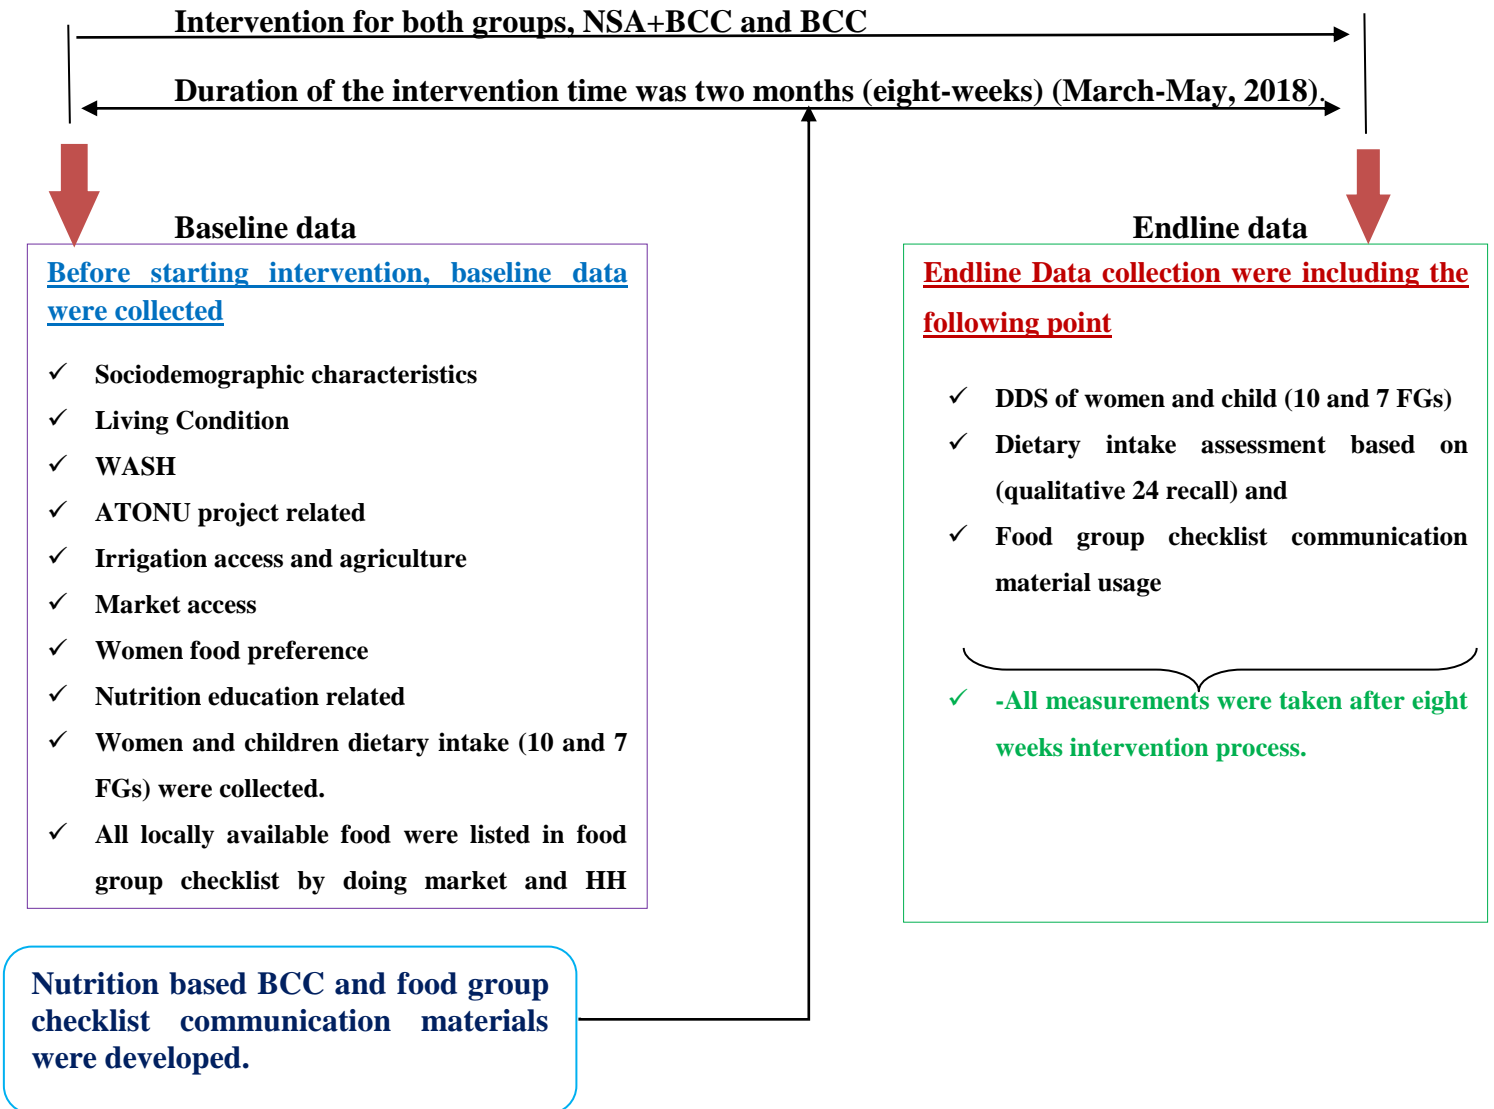 Intervention for both groups, NSA+BCC and BCC
Duration of the intervention time was two months (eight-weeks) (March-May, 2018).
Baseline data
Before starting intervention, baseline data
were collected
✓ Sociodemographic characteristics
✓ Living Condition
✓ WASH
✓ ATONU project related
✓ Irrigation access and agriculture
✓ Market access
✓ Women food preference
✓ Nutrition education related
✓ Women and children dietary intake (10 and 7
FGs) were collected.
✓ All locally available food were listed in food
group checklist by doing market and HH
Nutrition based BCC and food group
checklist communication materials
were developed.
Endline data
Endline Data collection were including the
following point
✓ DDS of women and child (10 and 7 FGs)
✓ Dietary intake assessment based on
(qualitative 24 recall) and
✓ Food group checklist communication
material usage
✓ -All measurements were taken after eight
weeks intervention process.